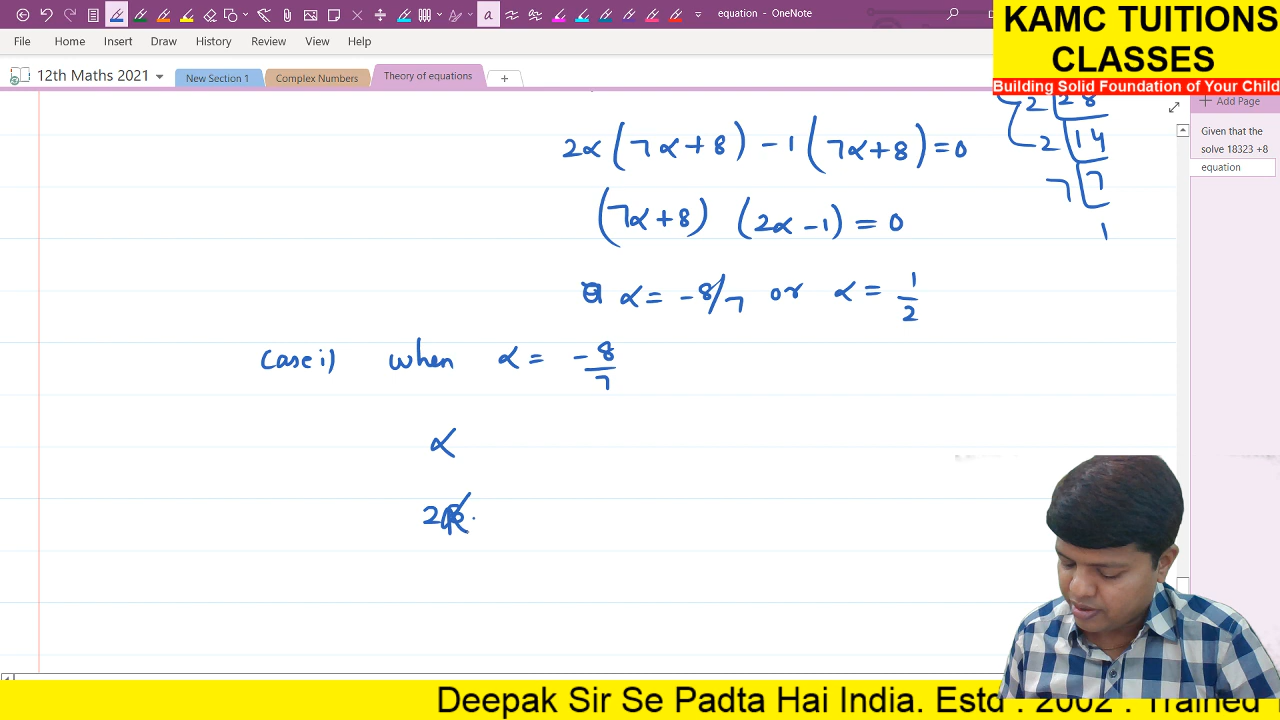 equation - OneNote
KAMC TUITIONS
CLASSES
Building Solid Foundation of Your Child
File Home Insert Draw History Review View Help
12th Maths 2021 New Section 1 Complex Numbers Theory of equations +
Add Page
Given that the
solve 18323 +8
equation
2 | 28
2 | 14
7 | 7
1
2α(7α+8) -1(7α+8)=0
(7α+8) (2α-1) = 0
α = -8/7 or α = 1/2
Case i) when α = -8/7
α
2
Deepak Sir Se Padta Hai India. Estd : 2002 . Trained